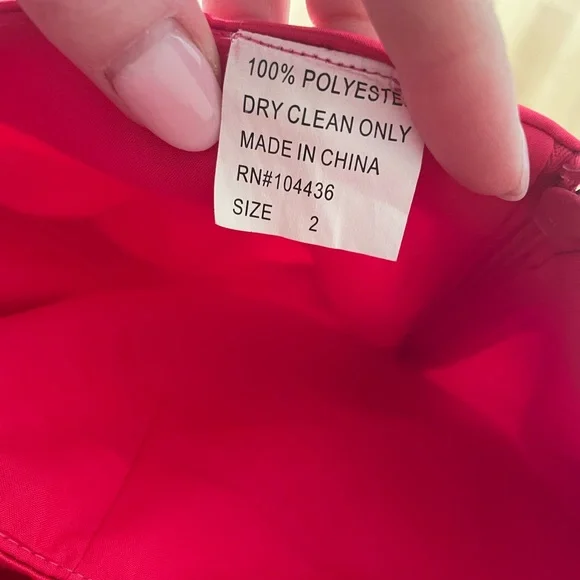 100% POLYESTE
DRY CLEAN ONLY
MADE IN CHINA
RN#104436
SIZE 2